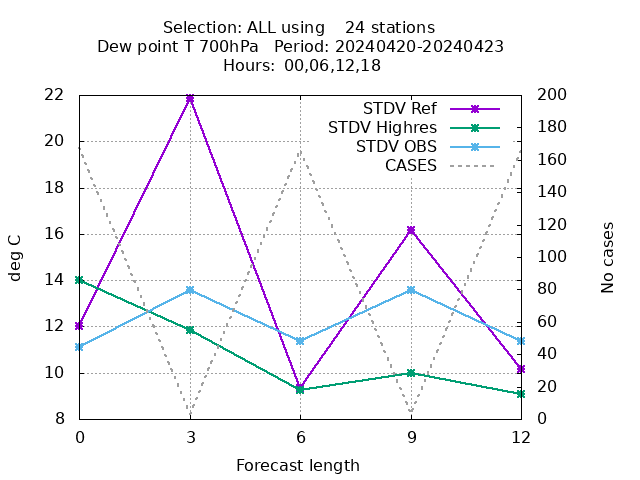 Selection: ALL using    24 stations
Dew point T 700hPa   Period: 20240420-20240423
Hours: 00,06,12,18
STDV Ref
STDV Highres
STDV OBS
CASES
22
20
18
16
14
12
10
8
200
180
160
140
120
100
80
60
40
20
0
deg C
No cases
0 3 6 9 12
Forecast length